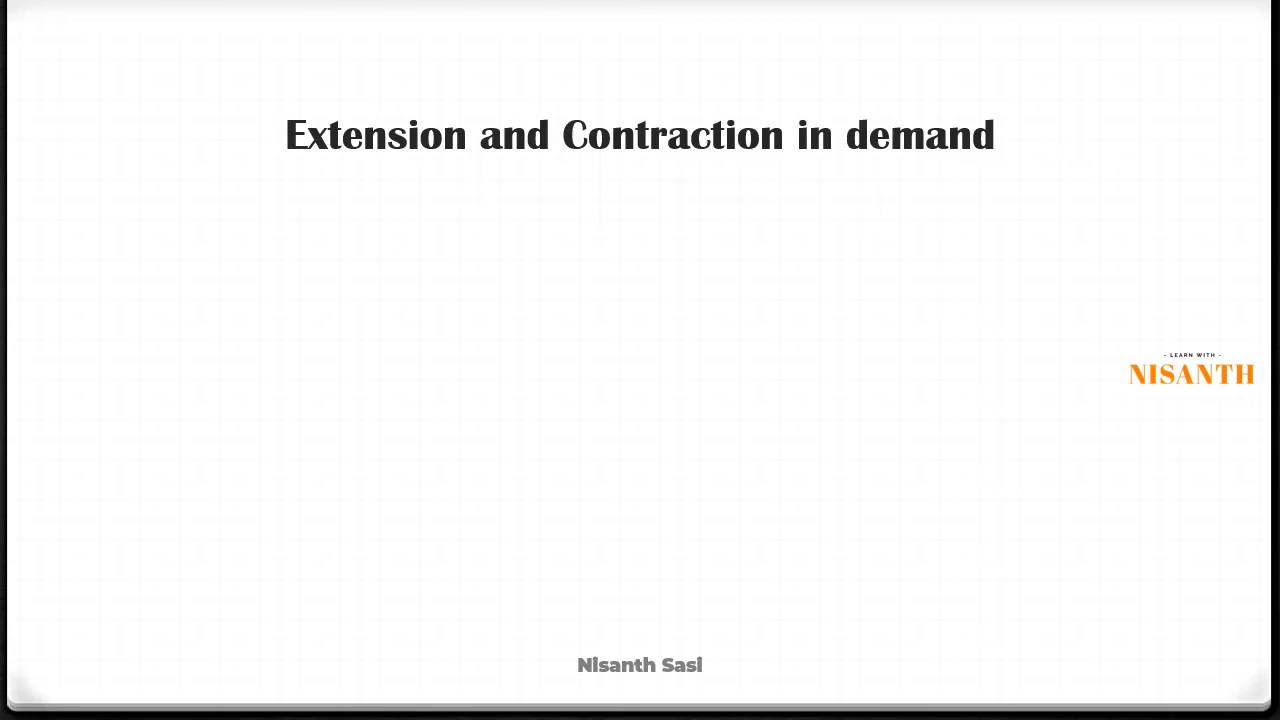 Extension and Contraction in demand
- LEARN WITH -
NISANTH
Nisanth Sasi